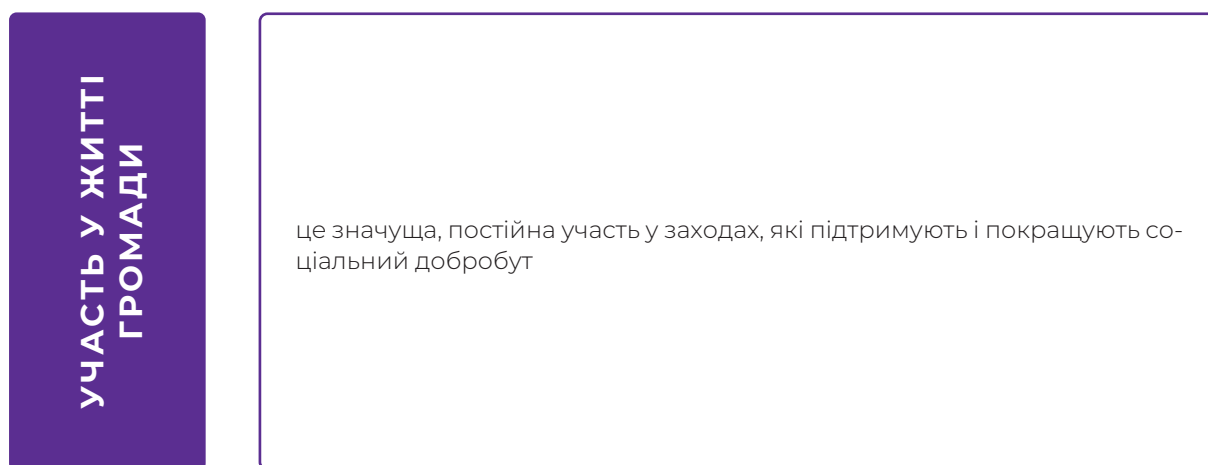 УЧАСТЬ У ЖИТТІ
ГРОМАДИ
це значуща, постійна участь у заходах, які підтримують і покращують со-
ціальний добробут